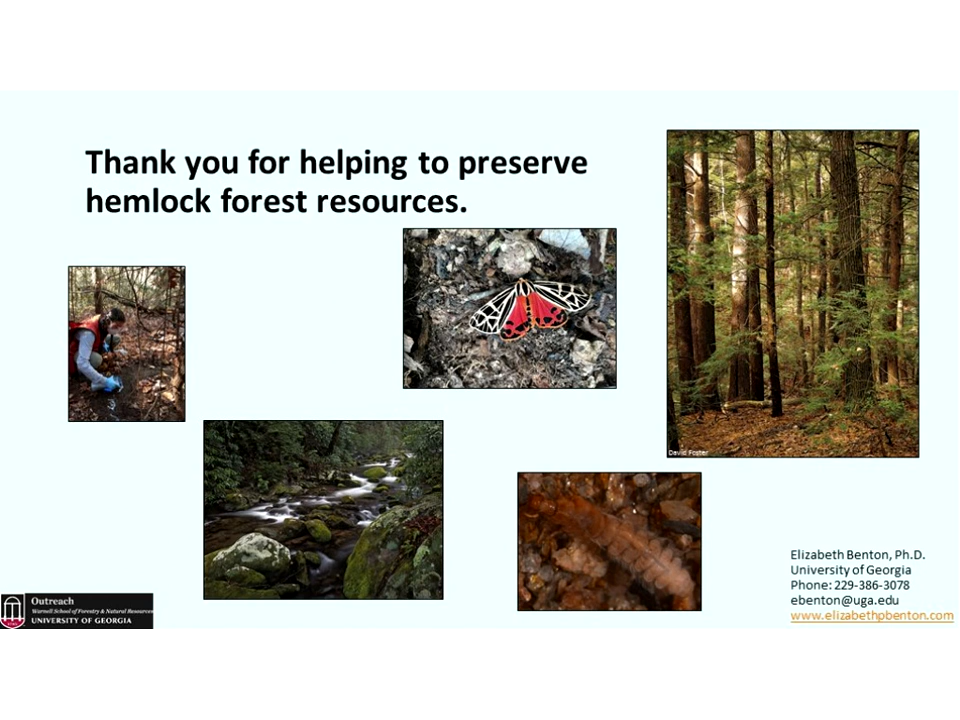 Thank you for helping to preserve
hemlock forest resources.
David Foster
Elizabeth Benton, Ph.D.
University of Georgia
Phone: 229-386-3078
ebenton@uga.edu
www.elizabethpbenton.com
Outreach
Warnell School of Forestry & Natural Resources
UNIVERSITY OF GEORGIA